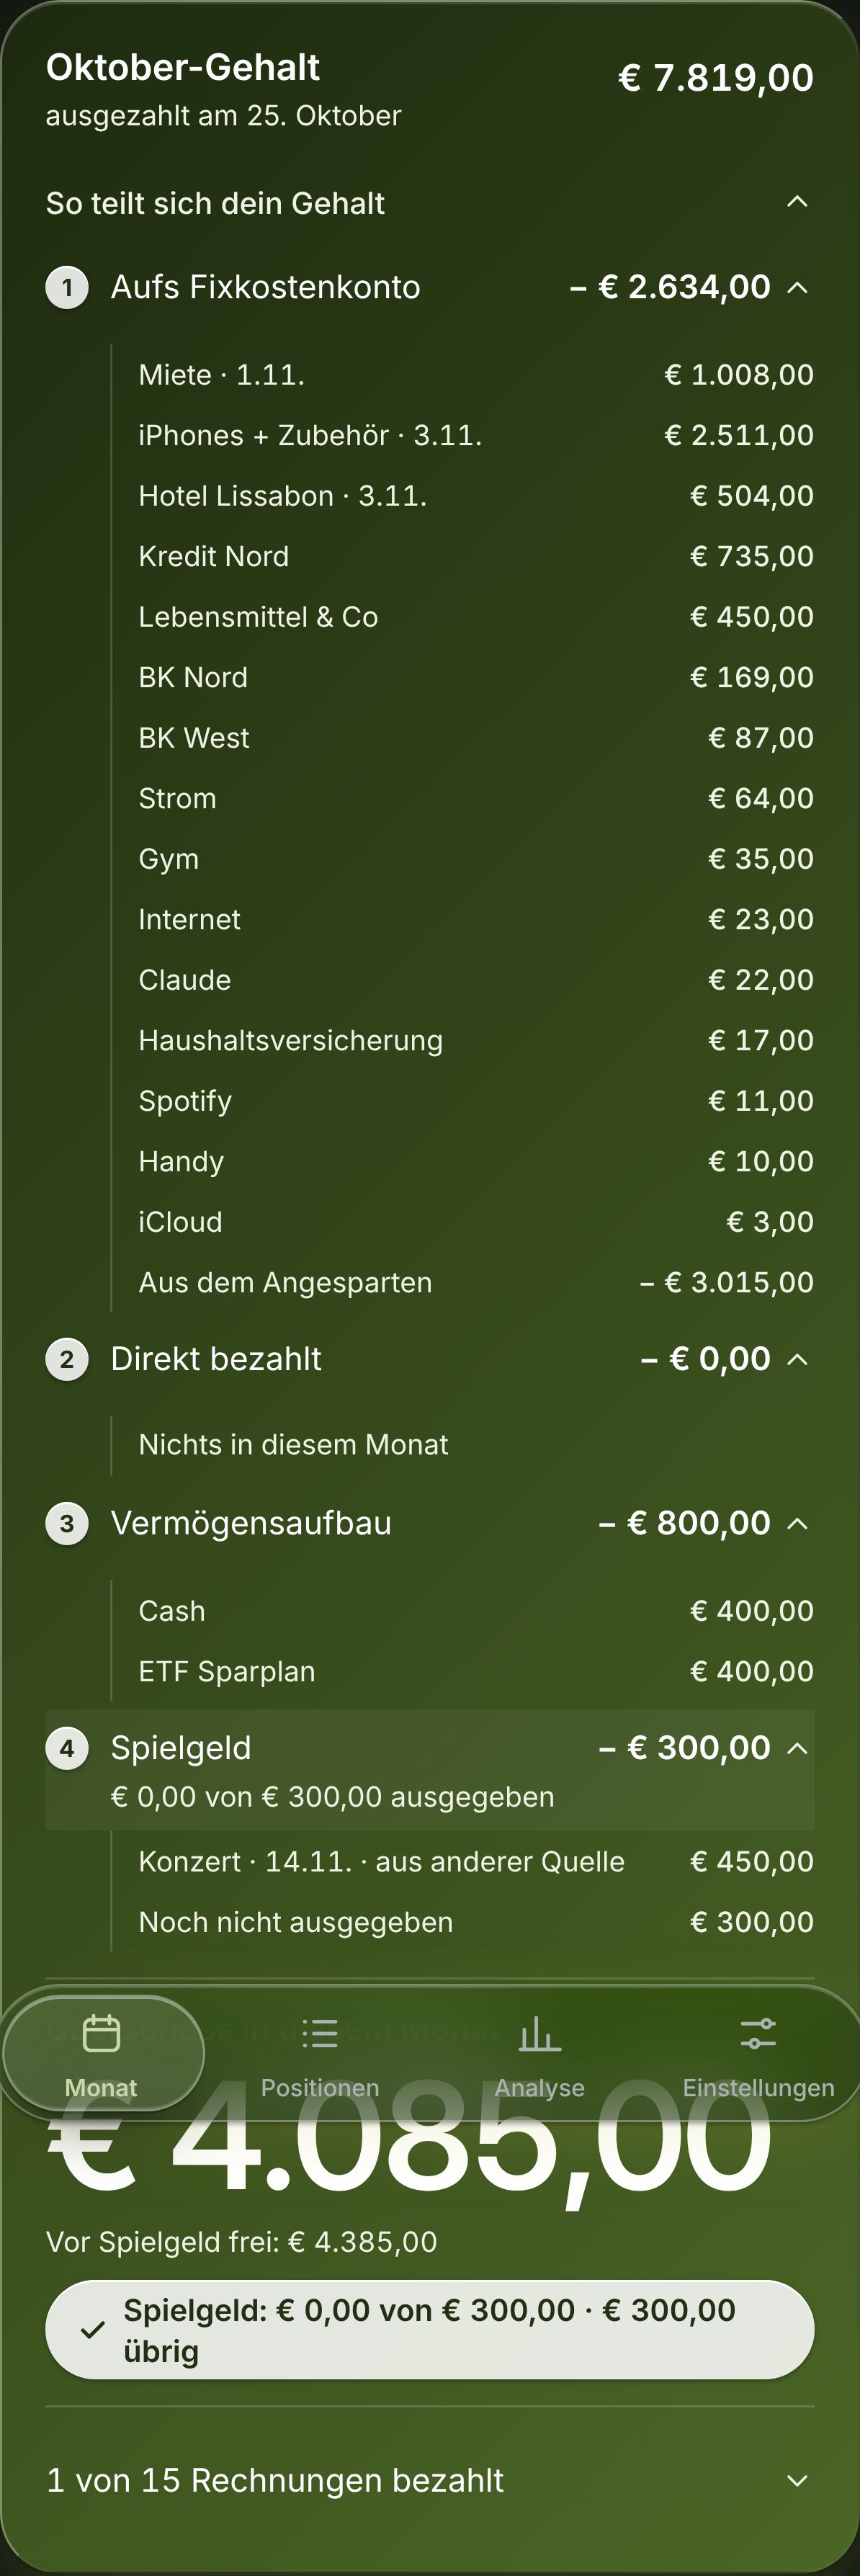 Oktober-Gehalt
€ 7.819,00
ausgezahlt am 25. Oktober
So teilt sich dein Gehalt
1 Aufs Fixkostenkonto – € 2.634,00
Miete · 1.11. € 1.008,00
iPhones + Zubehör · 3.11. € 2.511,00
Hotel Lissabon · 3.11. € 504,00
Kredit Nord € 735,00
Lebensmittel & Co € 450,00
BK Nord € 169,00
BK West € 87,00
Strom € 64,00
Gym € 35,00
Internet € 23,00
Claude € 22,00
Haushaltsversicherung € 17,00
Spotify € 11,00
Handy € 10,00
iCloud € 3,00
Aus dem Angesparten – € 3.015,00
2 Direkt bezahlt – € 0,00
Nichts in diesem Monat
3 Vermögensaufbau – € 800,00
Cash € 400,00
ETF Sparplan € 400,00
4 Spielgeld – € 300,00
€ 0,00 von € 300,00 ausgegeben
Konzert · 14.11. · aus anderer Quelle € 450,00
Noch nicht ausgegeben € 300,00
Monat Positionen Analyse Einstellungen
€ 4.085,00
Vor Spielgeld frei: € 4.385,00
Spielgeld: € 0,00 von € 300,00 · € 300,00
übrig
1 von 15 Rechnungen bezahlt